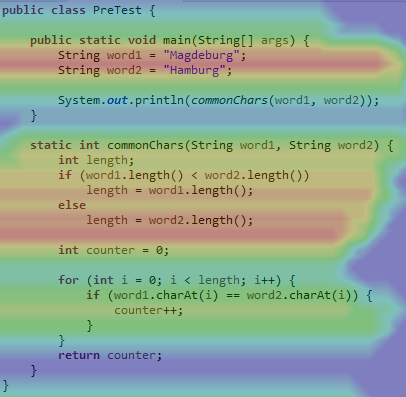 public class PreTest {
public static void main(String[] args) {
String word1 = "Magdeburg";
String word2 = "Hamburg";
System.out.println(commonChars(word1, word2));
}
static int commonChars(String word1, String word2) {
int length;
if (word1.length() < word2.length())
length = word1.length();
else
length = word2.length();
int counter = 0;
for (int i = 0; i < length; i++) {
if (word1.charAt(i) == word2.charAt(i)) {
counter++;
}
}
return counter;
}
}